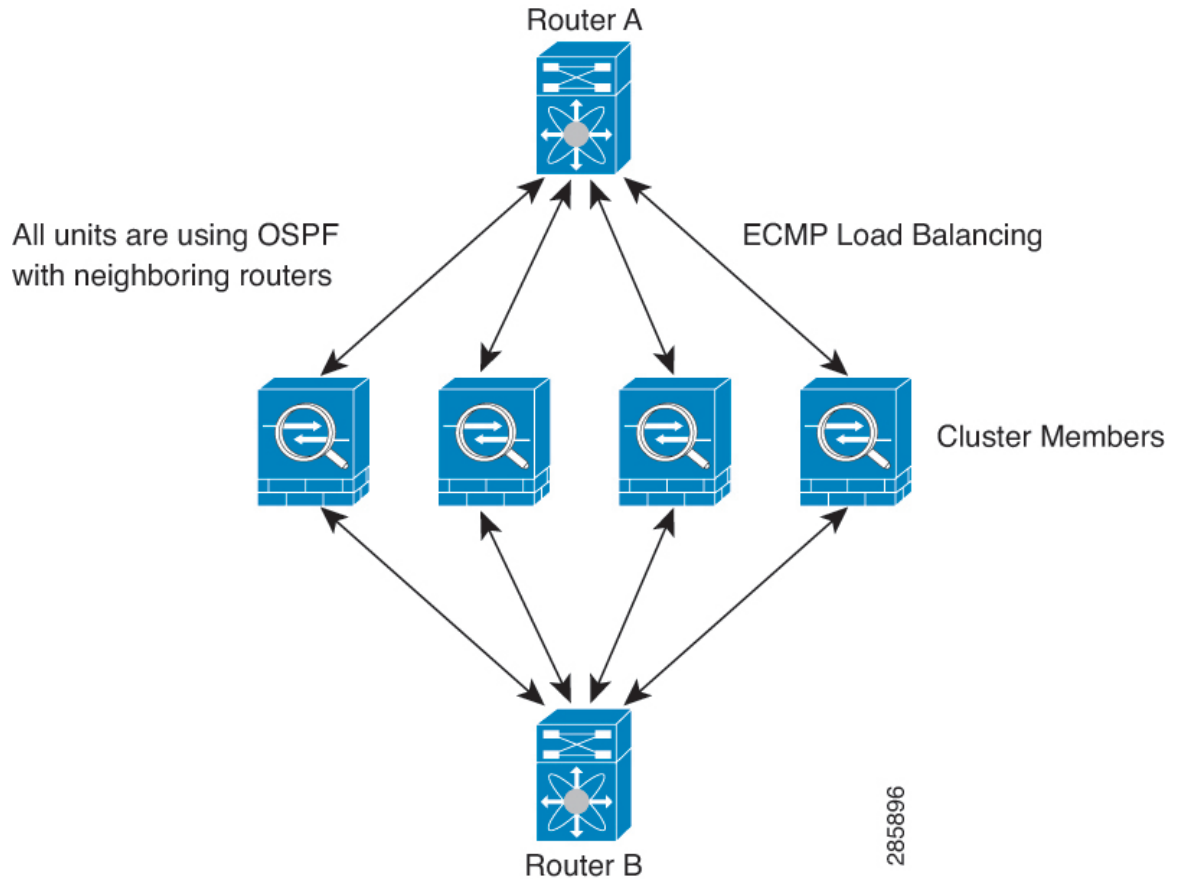 Router A
All units are using OSPF
with neighboring routers
ECMP Load Balancing
Cluster Members
285896
Router B